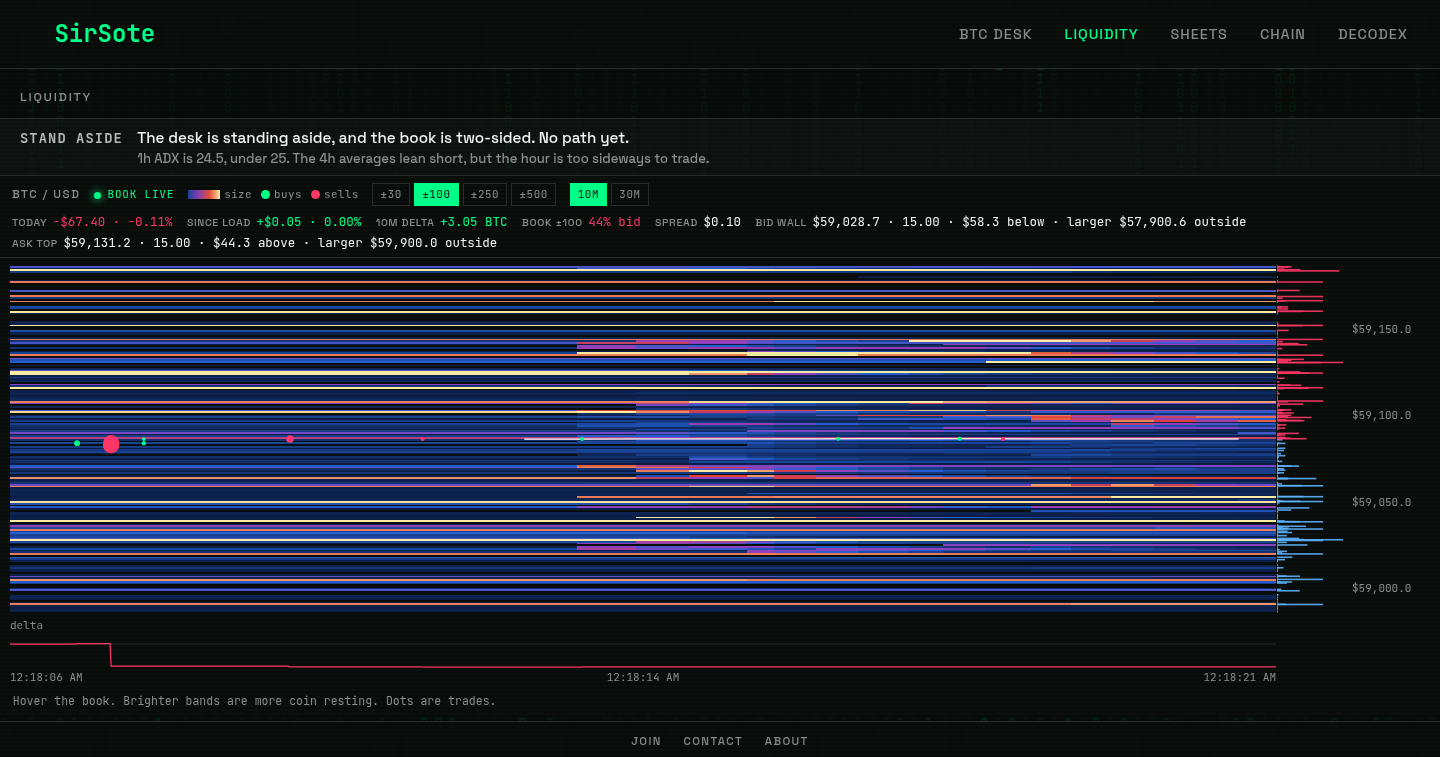 SirSote
BTC DESK LIQUIDITY SHEETS CHAIN DECODEX
LIQUIDITY
STAND ASIDE The desk is standing aside, and the book is two-sided. No path yet.
1h ADX is 24.5, under 25. The 4h averages lean short, but the hour is too sideways to trade.
BTC / USD BOOK LIVE size buys sells ±30 ±100 ±250 ±500 10M 30M
TODAY -$67.40 · -0.11% SINCE LOAD +$0.05 · 0.00% 10M DELTA +3.05 BTC BOOK ±100 44% bid SPREAD $0.10 BID WALL $59,028.7 · 15.00 · $58.3 below · larger $57,900.6 outside
ASK TOP $59,131.2 · 15.00 · $44.3 above · larger $59,900.0 outside
$59,150.0
$59,100.0
$59,050.0
$59,000.0
delta
12:18:06 AM 12:18:14 AM 12:18:21 AM
Hover the book. Brighter bands are more coin resting. Dots are trades.
JOIN CONTACT ABOUT